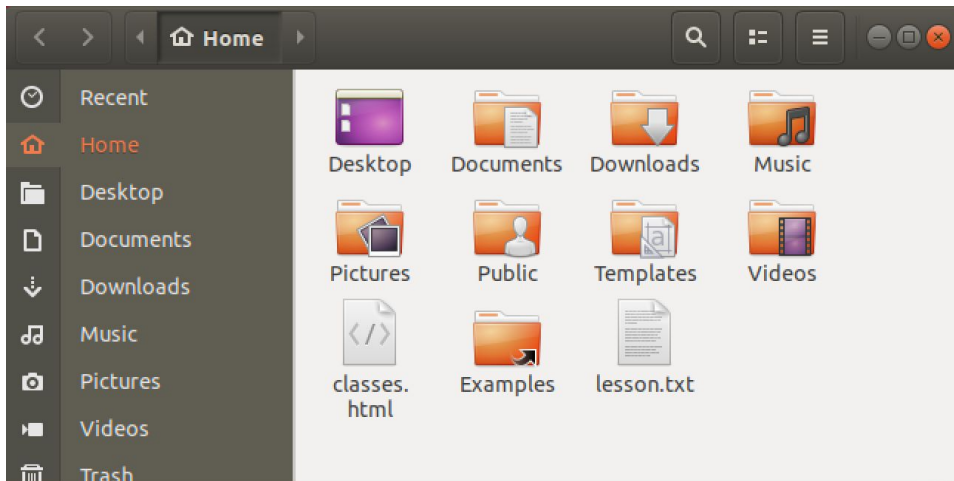 Home
Recent
Home
Desktop
Documents
Downloads
Music
Pictures
Videos
Trash
Desktop Documents Downloads Music
Pictures Public Templates Videos
classes. Examples lesson.txt
html